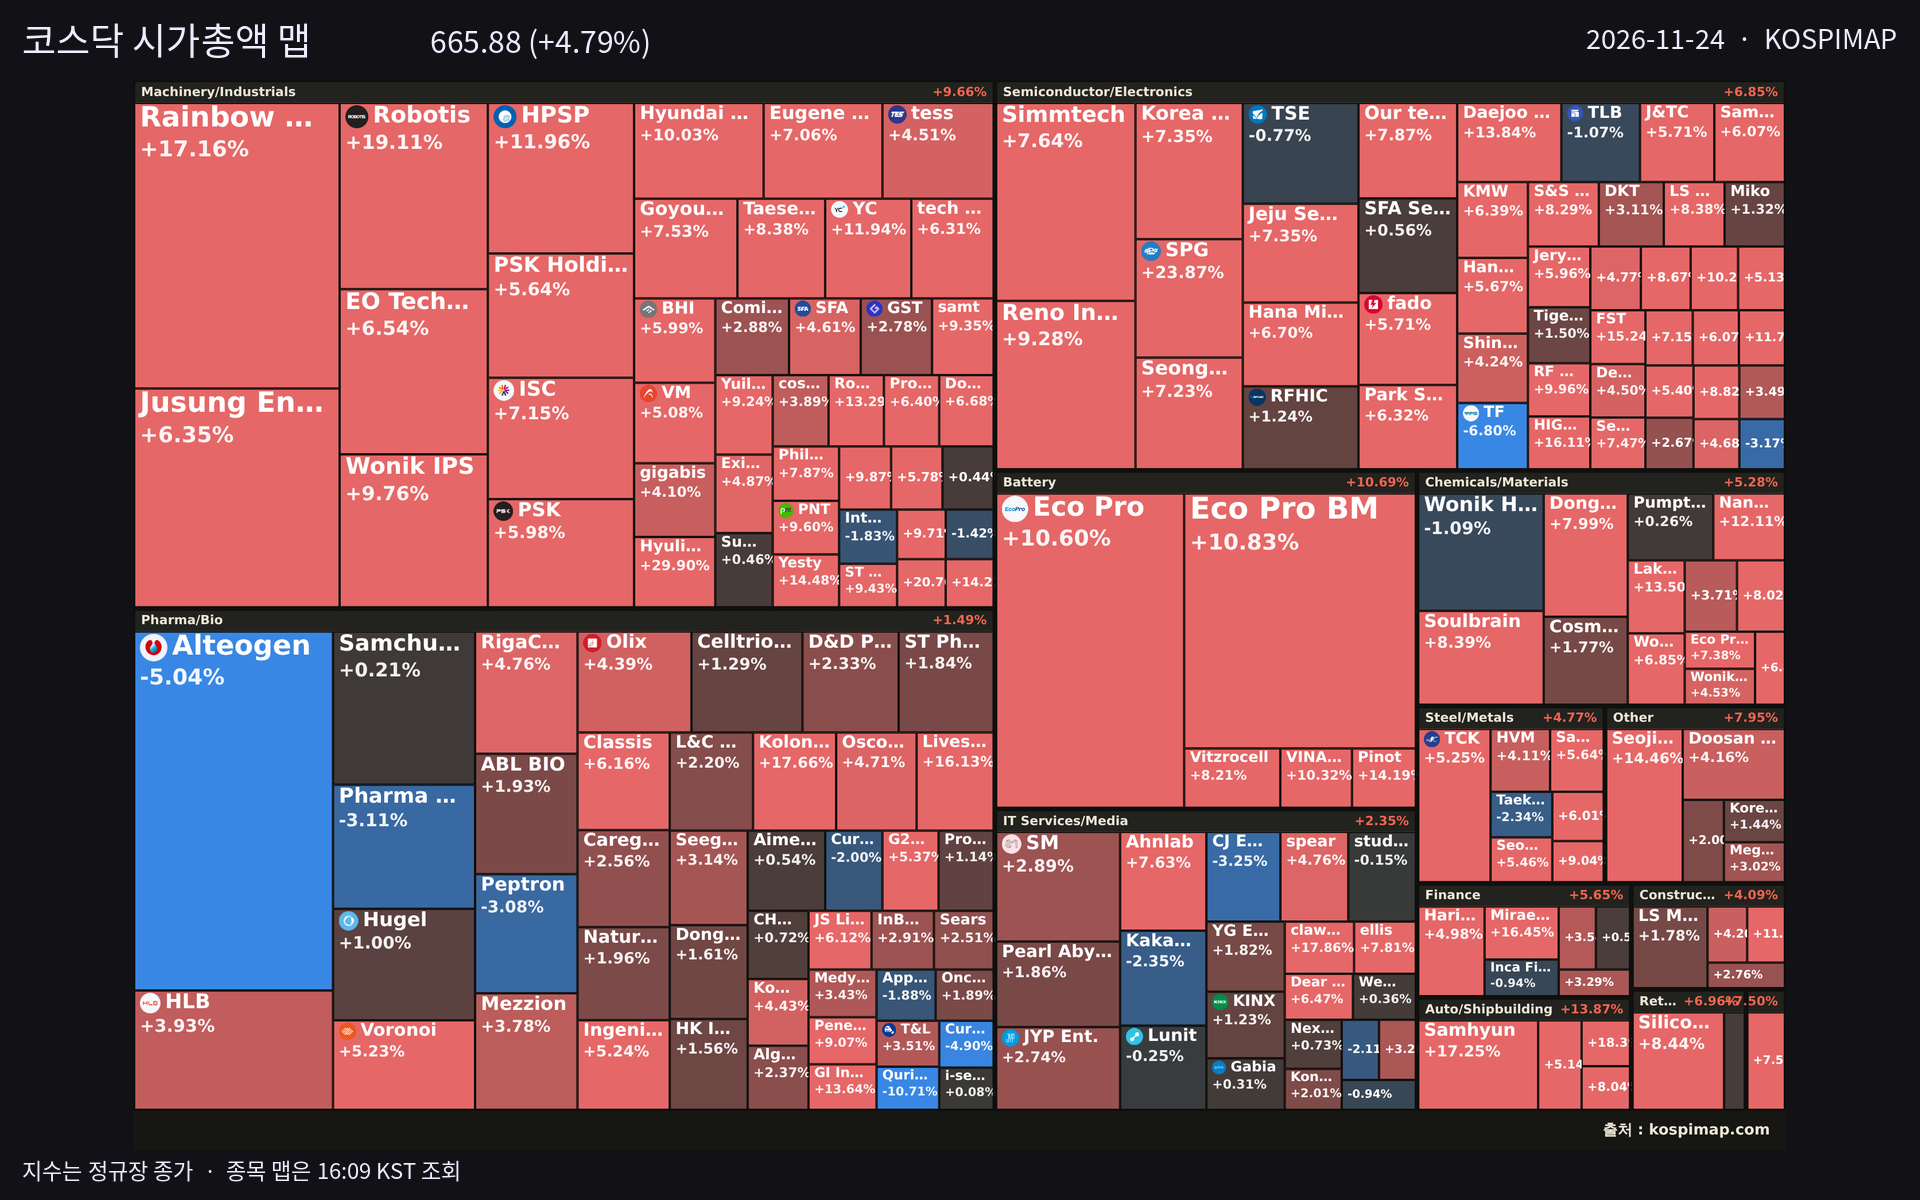 코스닥 시가총액 맵
665.88 (+4.79%)
2026-11-24 · KOSPIMAP
Machinery/Industrials +9.66%
Rainbow ...
+17.16%
Jusung En...
+6.35%
Robotis
+19.11%
EO Tech...
+6.54%
Wonik IPS
+9.76%
HPSP
+11.96%
PSK Holdi...
+5.64%
ISC
+7.15%
PSK
+5.98%
Hyundai ...
+10.03%
Eugene ...
+7.06%
tess
+4.51%
Goyou...
+7.53%
Taese...
+8.38%
YC
+11.94%
tech ...
+6.31%
BHI
+5.99%
Comi...
+2.88%
SFA
+4.61%
GST
+2.78%
samt
+9.35%
VM
+5.08%
gigabis
+4.10%
Hyuli...
+29.90%
Yuil...
+9.24%
cos...
+3.89%
Ro...
+13.29
Pro...
+6.40%
Do...
+6.68%
Exi...
+4.87%
Su...
+0.46%
Phil...
+7.87%
+9.87%
+5.78%
+0.44%
PNT
+9.60%
Int...
-1.83%
+9.71
-1.42%
Yesty
+14.48%
ST ...
+9.43%
+20.7
+14.2
Semiconductor/Electronics +6.85%
Simmtech
+7.64%
Reno In...
+9.28%
Korea ...
+7.35%
SPG
+23.87%
Seong...
+7.23%
TSE
-0.77%
Jeju Se...
+7.35%
Hana Mi...
+6.70%
RFHIC
+1.24%
Our te...
+7.87%
SFA Se...
+0.56%
fado
+5.71%
Park S...
+6.32%
Daejoo ...
+13.84%
TLB
-1.07%
J&TC
+5.71%
Sam...
+6.07%
KMW
+6.39%
S&S ...
+8.29%
DKT
+3.11%
LS ...
+8.38%
Miko
+1.32%
Han...
+5.67%
Shin...
+4.24%
TF
-6.80%
Jery...
+5.96%
+4.77%
+8.67%
+10.2
+5.13
Tige...
+1.50%
FST
+15.24
+7.15
+6.07
+11.7
RF ...
+9.96%
De...
+4.50%
+5.40
+8.82
+3.49
HIG...
+16.11%
Se...
+7.47%
+2.67
+4.68
-3.17%
Battery +10.69%
Eco Pro
+10.60%
Eco Pro BM
+10.83%
Vitzrocell
+8.21%
VINA...
+10.32%
Pinot
+14.19%
Chemicals/Materials +5.28%
Wonik H...
-1.09%
Soulbrain
+8.39%
Dong...
+7.99%
Cosm...
+1.77%
Pumpt...
+0.26%
Nan...
+12.11%
Lak...
+13.50
+3.71%
+8.02
Wo...
+6.85%
Eco Pr...
+7.38%
Wonik...
+4.53%
+6.
Steel/Metals +4.77%
TCK
+5.25%
HVM
+4.11%
Sa...
+5.64%
Taek...
-2.34%
+6.01%
Seo...
+5.46%
+9.04%
Other +7.95%
Seoji...
+14.46%
Doosan ...
+4.16%
+2.00
Kore...
+1.44%
Meg...
+3.02%
Pharma/Bio +1.49%
Alteogen
-5.04%
HLB
+3.93%
Samchu...
+0.21%
Pharma ...
-3.11%
Hugel
+1.00%
Voronoi
+5.23%
RigaC...
+4.76%
ABL BIO
+1.93%
Peptron
-3.08%
Mezzion
+3.78%
Olix
+4.39%
Celltrio...
+1.29%
D&D P...
+2.33%
ST Ph...
+1.84%
Classis
+6.16%
L&C ...
+2.20%
Kolon...
+17.66%
Osco...
+4.71%
Lives...
+16.13%
Careg...
+2.56%
Seeg...
+3.14%
Aime...
+0.54%
Cur...
-2.00%
G2...
+5.37%
Pro...
+1.14%
Natur...
+1.96%
Dong...
+1.61%
CH...
+0.72%
JS Li...
+6.12%
InB...
+2.91%
Sears
+2.51%
Ko...
+4.43%
Medy...
+3.43%
App...
-1.88%
Onc...
+1.89%
Ingeni...
+5.24%
HK I...
+1.56%
Alg...
+2.37%
Pene...
+9.07%
T&L
+3.51%
Cur...
-4.90%
GI In...
+13.64%
Quri...
-10.71%
i-se...
+0.08%
IT Services/Media +2.35%
SM
+2.89%
Pearl Aby...
+1.86%
JYP Ent.
+2.74%
Ahnlab
+7.63%
Kaka...
-2.35%
Lunit
-0.25%
CJ E...
-3.25%
spear
+4.76%
stud...
-0.15%
YG E...
+1.82%
claw...
+17.86%
ellis
+7.81%
KINX
+1.23%
Dear ...
+6.47%
We...
+0.36%
Gabia
+0.31%
Nex...
+0.73%
-2.11
+3.2
Kon...
+2.01%
-0.94%
Finance +5.65%
Hari...
+4.98%
Mirae...
+16.45%
Inca Fi...
-0.94%
+3.5
+0.5
+3.29%
Construc... +4.09%
LS M...
+1.78%
+4.20
+11.
+2.76%
Auto/Shipbuilding +13.87%
Samhyun
+17.25%
+5.14
+18.3
+8.04%
Ret... +6.96%
+7.50%
Silico...
+8.44%
+7.5
출처 : kospimap.com
지수는 정규장 종가 · 종목 맵은 16:09 KST 조회